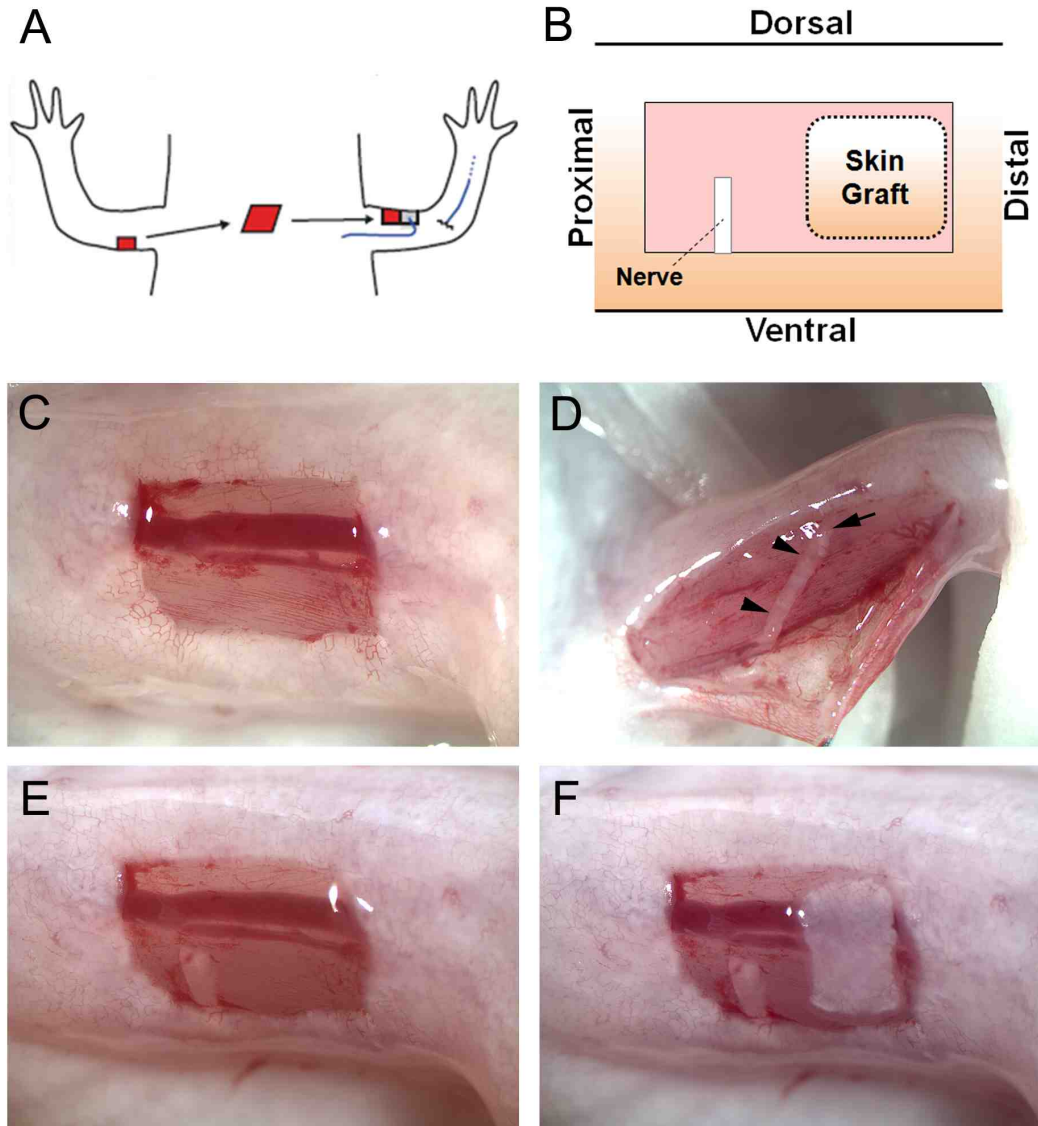 A
B
Dorsal
Proximal
Skin
Graft
Distal
Nerve
Ventral
C
D
E
F